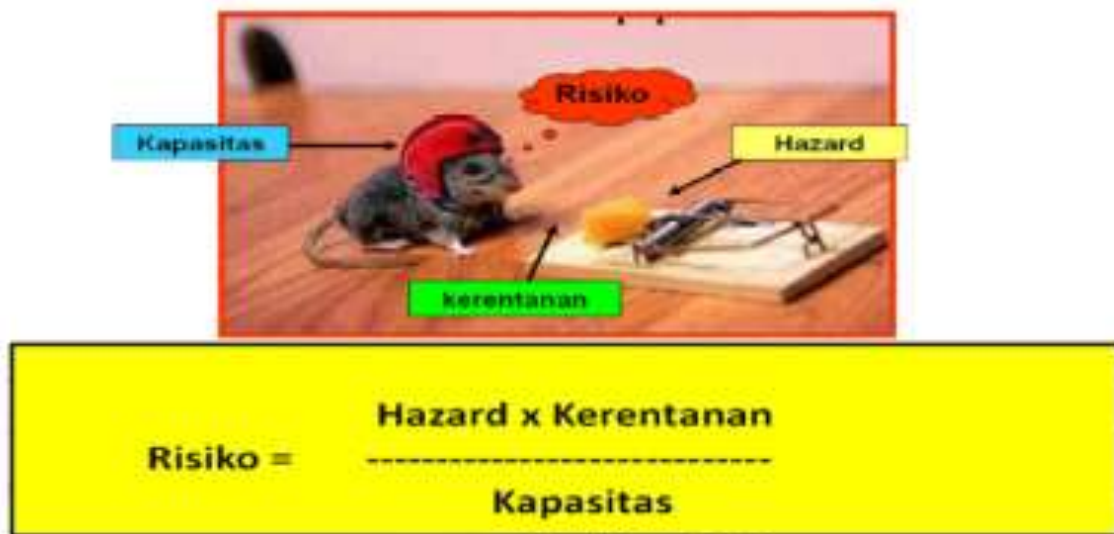 Risiko
Kapasitas
Hazard
kerentanan
Hazard x Kerentanan
Risiko = ----------------------------
Kapasitas